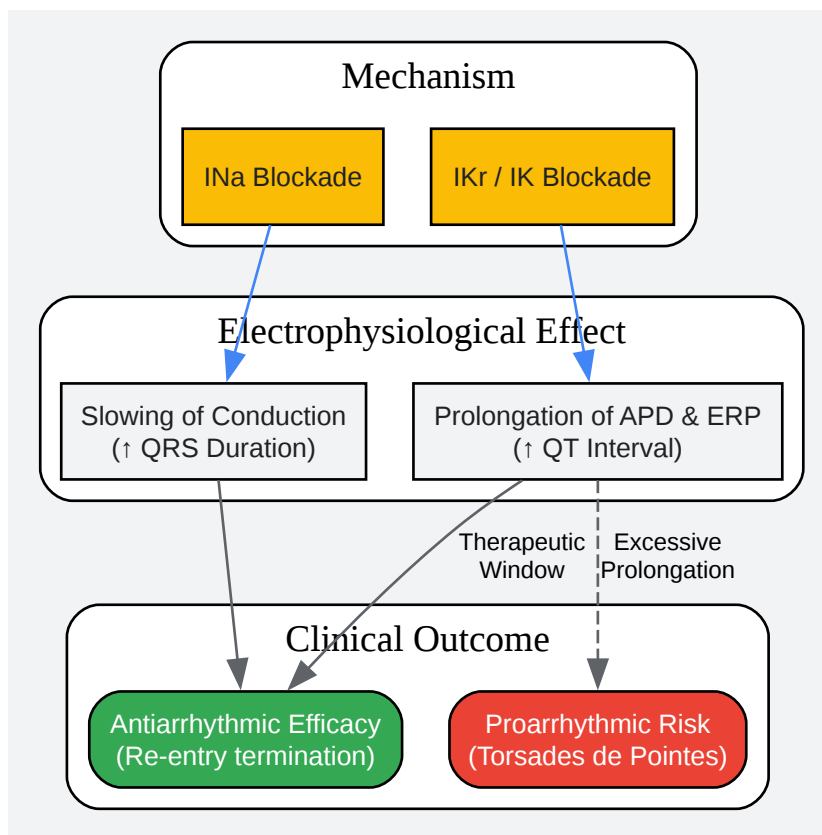 Mechanism
INa Blockade
IKr / IK Blockade
Electrophysiological Effect
Slowing of Conduction
(↑ QRS Duration)
Prolongation of APD & ERP
(↑ QT Interval)
Therapeutic
Window
Excessive
Prolongation
Clinical Outcome
Antiarrhythmic Efficacy
(Re-entry termination)
Proarrhythmic Risk
(Torsades de Pointes)